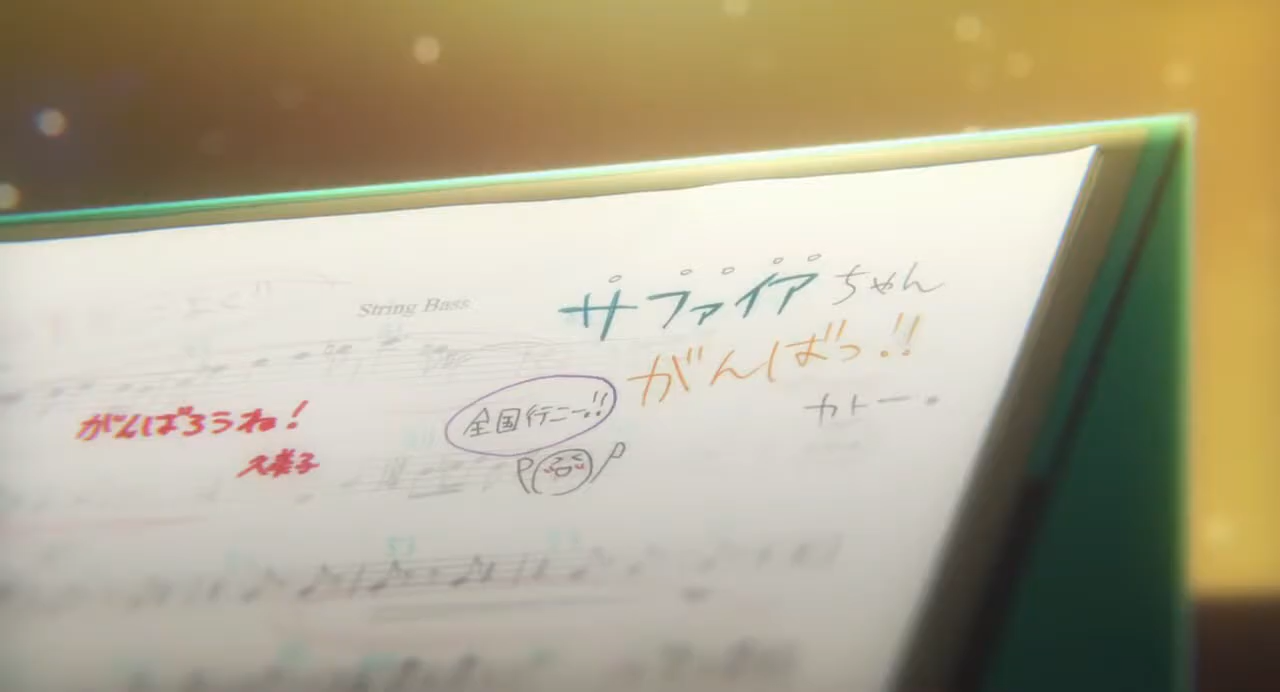 String Bass
サファイアちゃん
がんばっ!!
カトー。
全国行こー!!
がんばろうね！
久美子